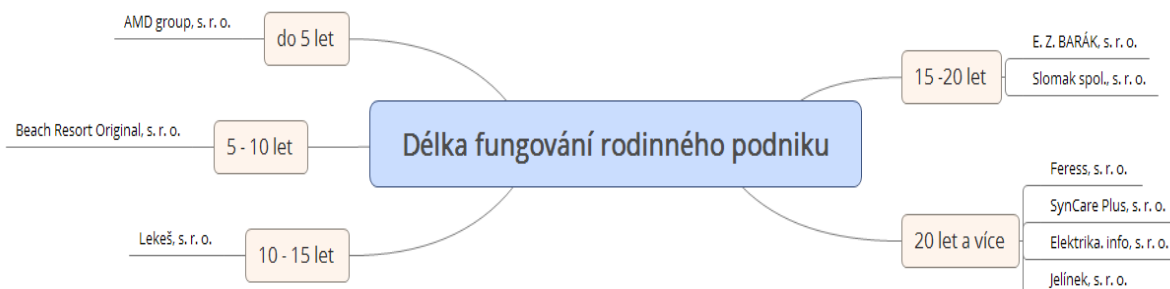 Délka fungování rodinného podniku
do 5 let
AMD group, s. r. o.
5 - 10 let
Beach Resort Original, s. r. o.
10 - 15 let
Lekeš, s. r. o.
15 -20 let
E. Z. BARÁK, s. r. o.
Slomak spol., s. r. o.
20 let a více
Feress, s. r. o.
SynCare Plus, s. r. o.
Elektrika. info, s. r. o.
Jelínek, s. r. o.